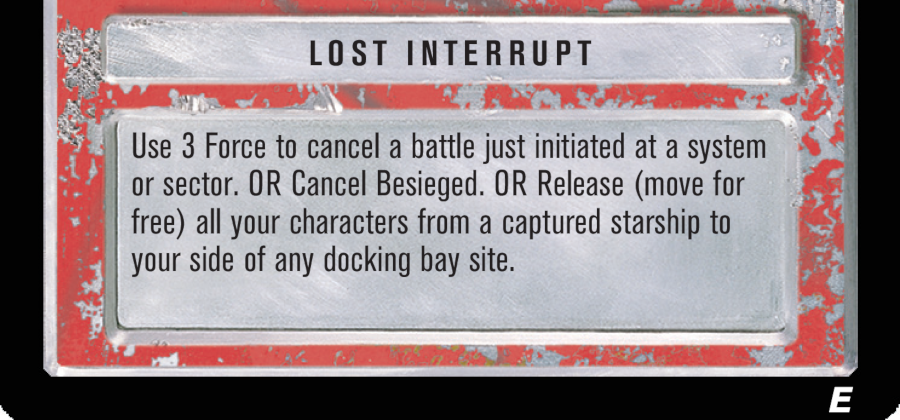 LOST INTERRUPT
Use 3 Force to cancel a battle just initiated at a system
or sector. OR Cancel Besieged. OR Release (move for
free) all your characters from a captured starship to
your side of any docking bay site.
E